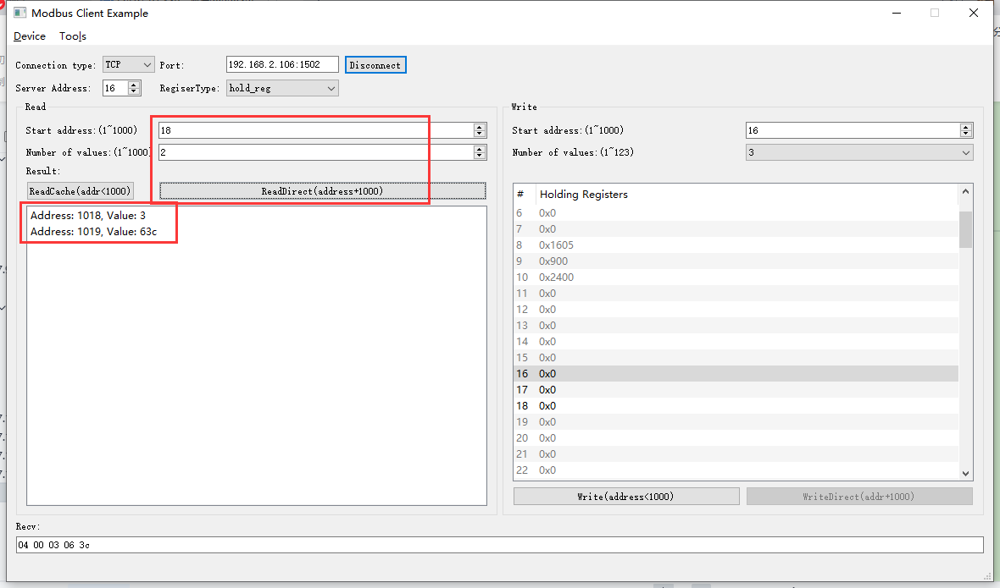 Modbus Client Example
Device Tools
Connection type: TCP Port: 192.168.2.106:1502 Disconnect
Server Address: 16 RegiserType: hold_reg
Read
Start address:(1~1000) 18
Number of values:(1~1000) 2
Result:
ReadCache(addr<1000) ReadDirect(address+1000)
Address: 1018, Value: 3
Address: 1019, Value: 63c
Write
Start address:(1~1000) 16
Number of values:(1~123) 3
# Holding Registers
6 0x0
7 0x0
8 0x1605
9 0x900
10 0x2400
11 0x0
12 0x0
13 0x0
14 0x0
15 0x0
16 0x0
17 0x0
18 0x0
19 0x0
20 0x0
21 0x0
22 0x0
Write(address<1000) WriteDirect(addr+1000)
Recv:
04 00 03 06 3c